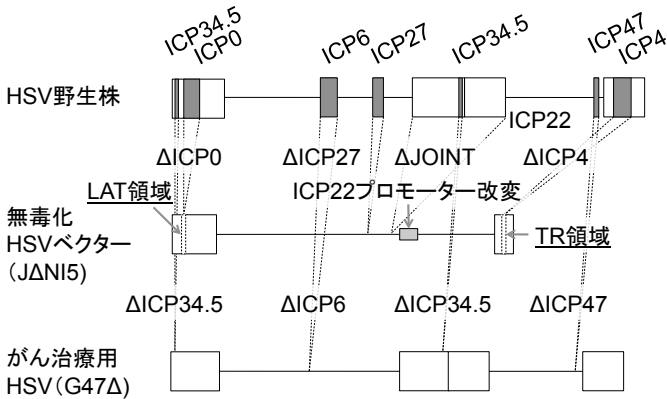 ICP34.5
ICP0
ICP6
ICP27
ICP34.5
ICP47
ICP4
HSV野生株
ICP22
ΔICP0
ΔICP27
ΔJOINT
ΔICP4
LAT領域
ICP22プロモーター改変
無毒化
HSVベクター
(JΔNI5)
TR領域
ΔICP34.5
ΔICP6
ΔICP34.5
ΔICP47
がん治療用
HSV(G47Δ)